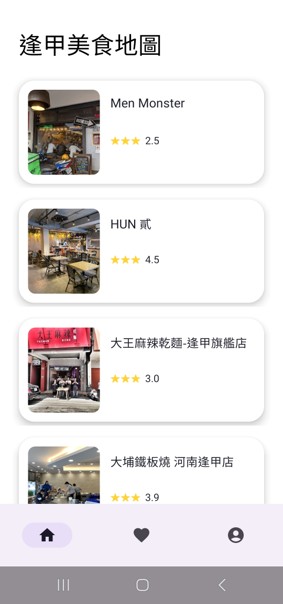 逢甲美食地圖
Men Monster
2.5
HUN 貳
4.5
大王麻辣乾麵-逢甲旗艦店
3.0
大埔鐵板燒 河南逢甲店
3.9